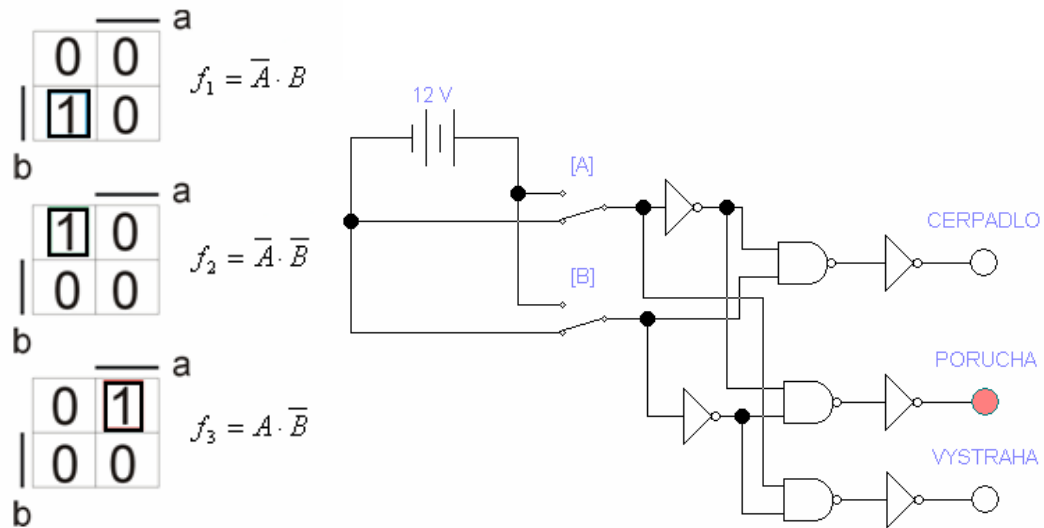 a
0 0
1 0
b
f₁ = A̅ · B
a
1 0
0 0
b
f₂ = A̅ · B̅
a
0 1
0 0
b
f₃ = A · B̅
12 V
[A]
[B]
CERPADLO
PORUCHA
VYSTRAHA